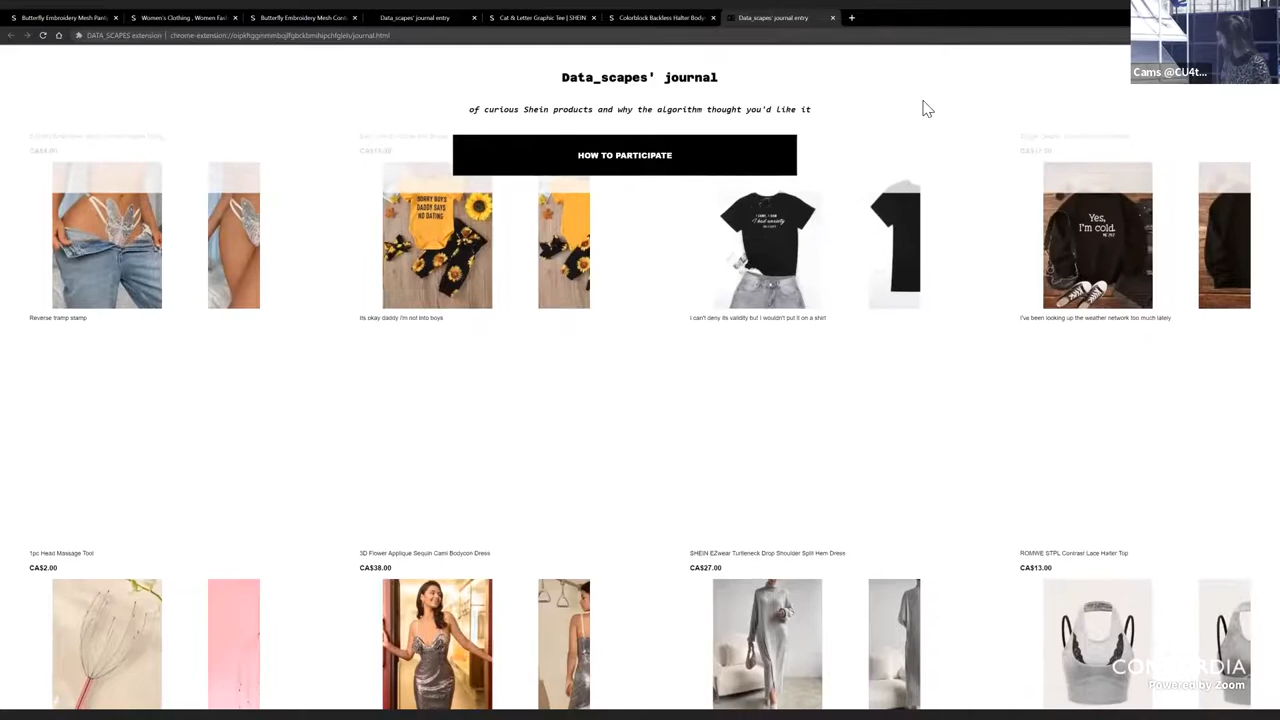 Butterfly Embroidery Mesh Pant
Women's Clothing , Women Fas
Butterfly Embroidery Mesh Cont
Data_scapes' journal entry
Cat & Letter Graphic Tee | SHEIN
Colorblock Backless Halter Body
Data_scapes' journal entry
DATA_SCAPES extension
Cams @CU4t...
Data_scapes' journal
of curious Shein products and why the algorithm thought you'd like it
HOW TO PARTICIPATE
SORRY BOYS
DADDY SAYS
NO DATING
Yes,
I'm cold.
Reverse tramp stamp
Its okay daddy i'm not into boys
I can't deny its validity but I wouldn't put it on a shirt
I've been looking up the weather network too much lately
1pc Head Massage Tool
3D Flower Applique Sequin Cami Bodycon Dress
SHEIN EZwear Turtleneck Drop Shoulder Split Hem Dress
ROMWE STPL Contrast Lace Halter Top
CA$2.00
CA$38.00
CA$27.00
CA$13.00
CONCORDIA
Powered by Zoom